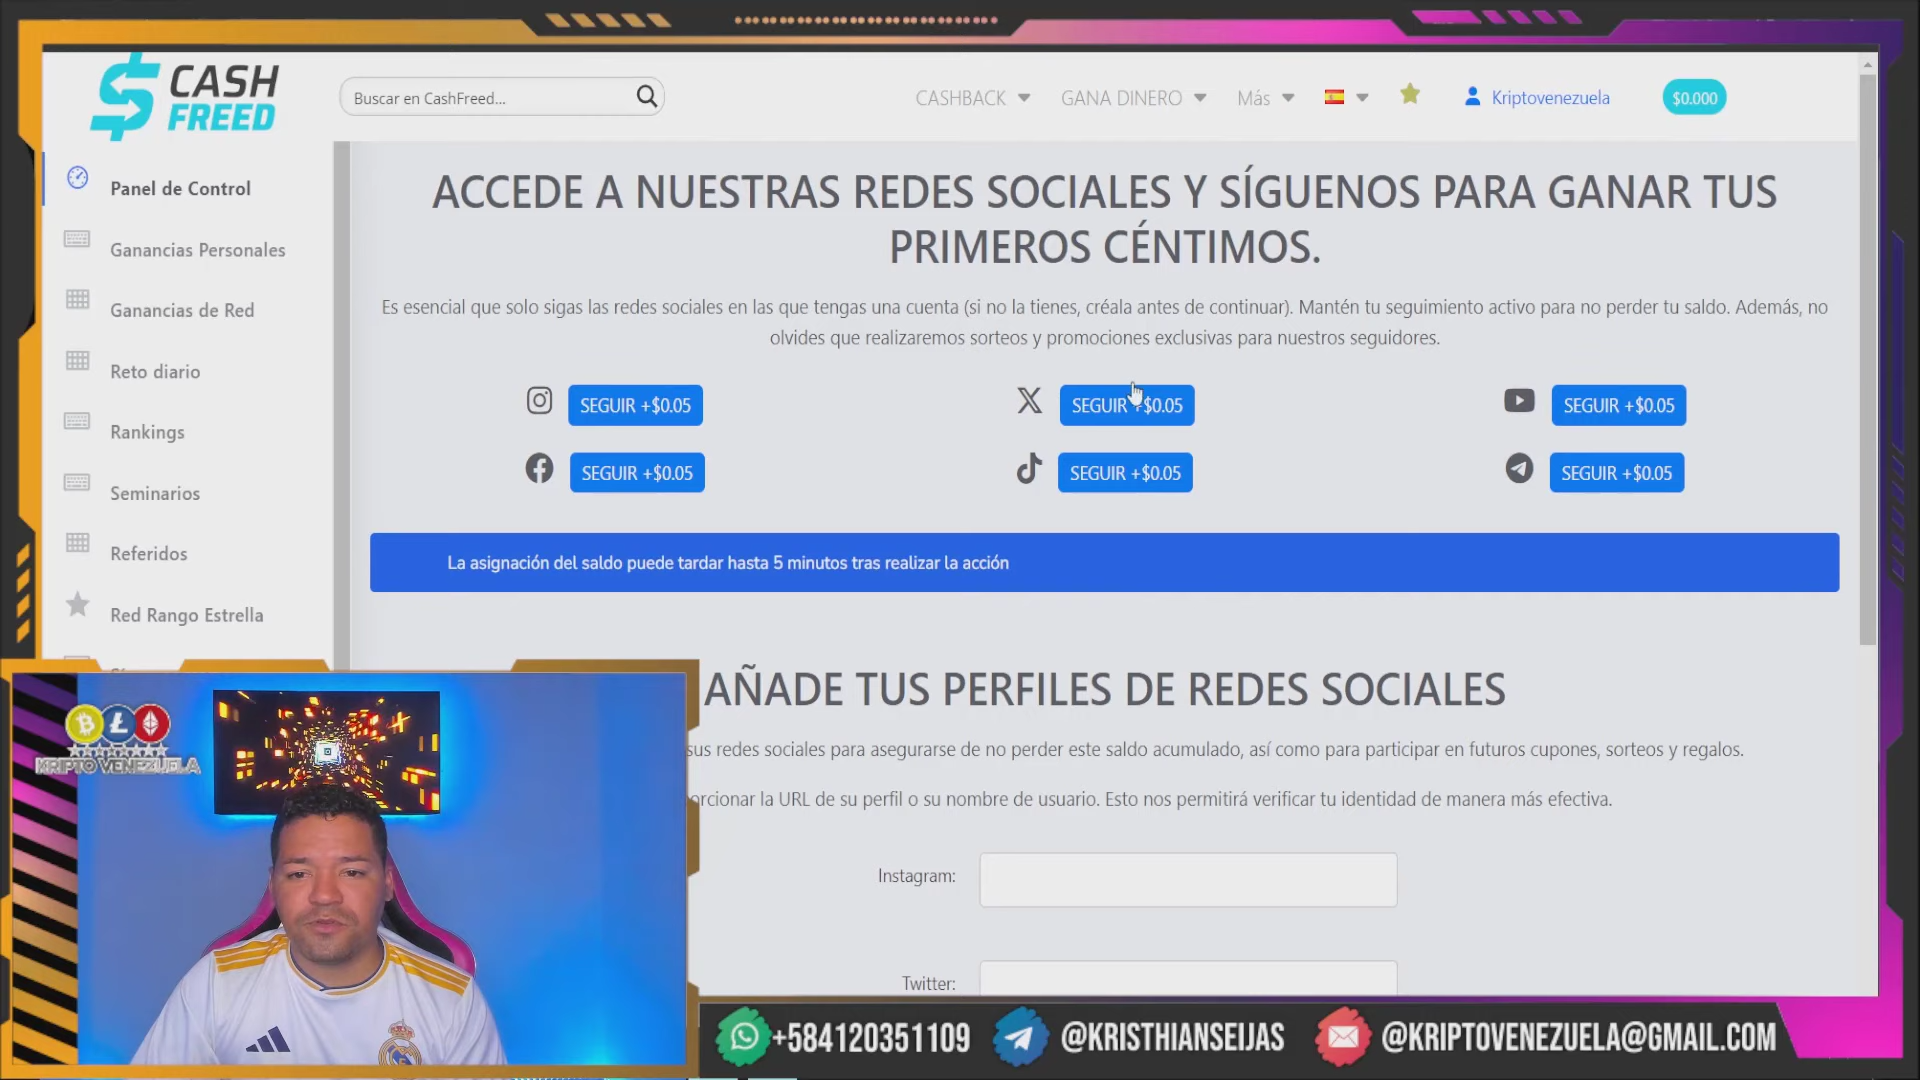 CASH
FREED
Buscar en CashFreed...
CASHBACK
GANA DINERO
Más
Kriptovenezuela
$0.000
Panel de Control
Ganancias Personales
Ganancias de Red
Reto diario
Rankings
Seminarios
Referidos
Red Rango Estrella
ACCEDE A NUESTRAS REDES SOCIALES Y SÍGUENOS PARA GANAR TUS
PRIMEROS CÉNTIMOS.
Es esencial que solo sigas las redes sociales en las que tengas una cuenta (si no la tienes, créala antes de continuar). Mantén tu seguimiento activo para no perder tu saldo. Además, no
olvides que realizaremos sorteos y promociones exclusivas para nuestros seguidores.
SEGUIR +$0.05
SEGUIR +$0.05
SEGUIR +$0.05
SEGUIR +$0.05
SEGUIR +$0.05
SEGUIR +$0.05
La asignación del saldo puede tardar hasta 5 minutos tras realizar la acción
AÑADE TUS PERFILES DE REDES SOCIALES
sus redes sociales para asegurarse de no perder este saldo acumulado, así como para participar en futuros cupones, sorteos y regalos.
orcionar la URL de su perfil o su nombre de usuario. Esto nos permitirá verificar tu identidad de manera más efectiva.
Instagram:
Twitter:
KRIPTO VENEZUELA
+584120351109
@KRISTHIANSEIJAS
@KRIPTOVENEZUELA@GMAIL.COM